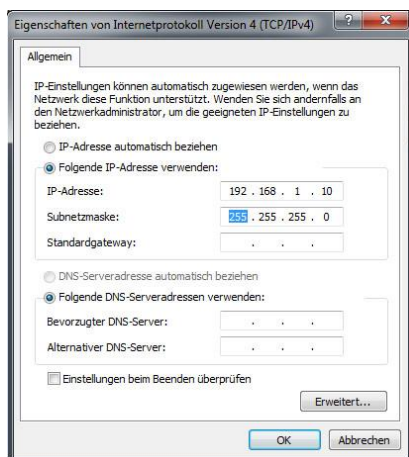 Eigenschaften von Internetprotokoll Version 4 (TCP/IPv4)
?
Allgemein
IP-Einstellungen können automatisch zugewiesen werden, wenn das
Netzwerk diese Funktion unterstützt. Wenden Sie sich andernfalls an
den Netzwerkadministrator, um die geeigneten IP-Einstellungen zu
beziehen.
IP-Adresse automatisch beziehen
Folgende IP-Adresse verwenden:
IP-Adresse: 192 . 168 . 1 . 10
Subnetzmaske: 255 . 255 . 255 . 0
Standardgateway: . . .
DNS-Serveradresse automatisch beziehen
Folgende DNS-Serveradressen verwenden:
Bevorzugter DNS-Server: . . .
Alternativer DNS-Server: . . .
Einstellungen beim Beenden überprüfen
Erweitert...
OK Abbrechen